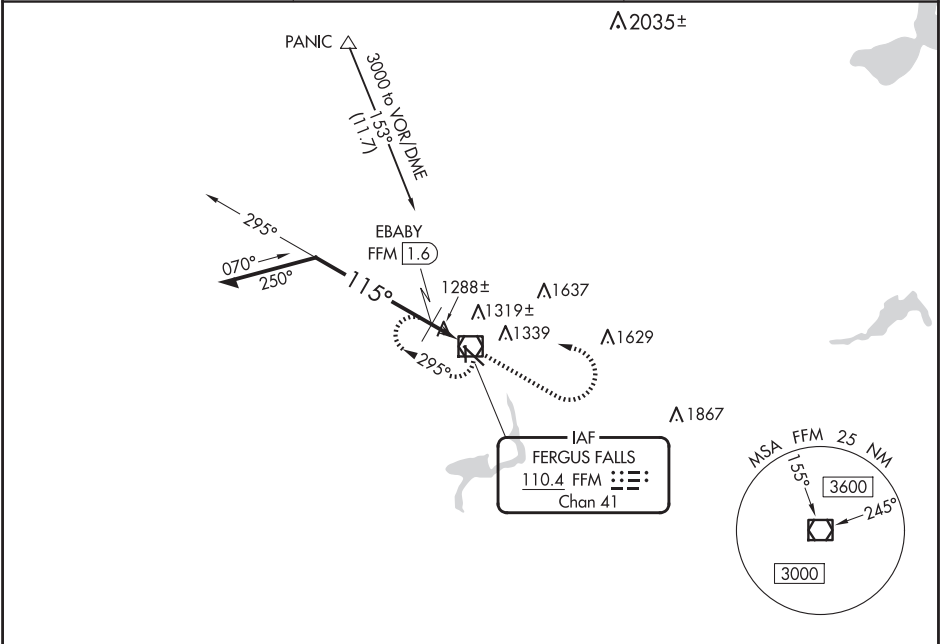 2035±
PANIC
3000 to VOR/DME
153°
(11.7)
295°
EBABY
FFM 1.6
070°
250°
115°
1288±
1637
1319±
1339
1629
295°
1867
IAF
FERGUS FALLS
110.4 FFM
Chan 41
MSA FFM 25 NM
155°
3600
245°
3000